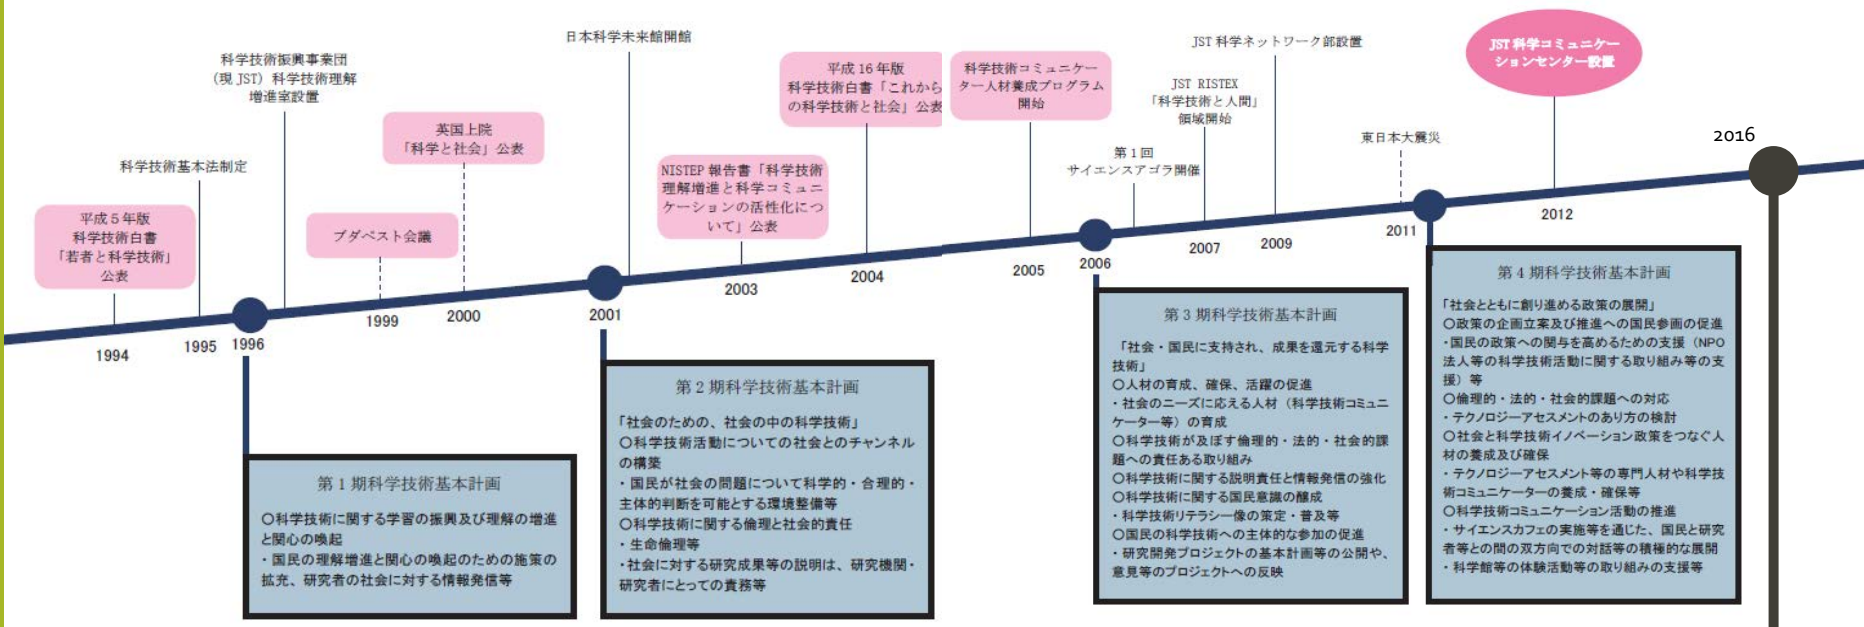 平成５年版
科学技術白書
「若者と科学技術」
公表
1994
科学技術基本法制定
1995
1996
科学技術振興事業団
（現 JST）科学技術理解
増進室設置
第 1 期科学技術基本計画
〇科学技術に関する学習の振興及び理解の増進
と関心の喚起
・国民の理解増進と関心の喚起のための施策の
拡充、研究者の社会に対する情報発信等
ブダペスト会議
1999
英国上院
「科学と社会」公表
2000
2001
日本科学未来館開館
第 2 期科学技術基本計画
「社会のための、社会の中の科学技術」
〇科学技術活動についての社会とのチャンネル
の構築
・国民が社会の問題について科学的・合理的・
主体的判断を可能とする環境整備等
〇科学技術に関する倫理と社会的責任
・生命倫理等
・社会に対する研究成果等の説明は、研究機関・
研究者にとっての責務等
NISTEP 報告書「科学技術
理解増進と科学コミュニ
ケーションの活性化につ
いて」公表
2003
平成 16 年版
科学技術白書「これから
の科学技術と社会」公表
2004
科学技術コミュニケー
ター人材養成プログラム
開始
2005
2006
第 3 期科学技術基本計画
「社会・国民に支持され、成果を還元する科学
技術」
〇人材の育成、確保、活躍の促進
・社会のニーズに応える人材（科学技術コミュニ
ケーター等）の育成
〇科学技術が及ぼす倫理的・法的・社会的課
題への責任ある取り組み
〇科学技術に関する説明責任と情報発信の強化
〇科学技術に関する国民意識の醸成
・科学技術リテラシー像の策定・普及等
〇国民の科学技術への主体的な参加の促進
・研究開発プロジェクトの基本計画等の公開や、
意見等のプロジェクトへの反映
第 1 回
サイエンスアゴラ開催
JST RISTEX
「科学技術と人間」
領域開始
2007
JST 科学ネットワーク部設置
2009
東日本大震災
2011
第 4 期科学技術基本計画
「社会とともに創り進める政策の展開」
〇政策の企画立案及び推進への国民参画の促進
・国民の政策への関与を高めるための支援（NPO
法人等の科学技術活動に関する取り組み等の支
援）等
〇倫理的・法的・社会的課題への対応
・テクノロジーアセスメントのあり方の検討
〇社会と科学技術イノベーション政策をつなぐ人
材の養成及び確保
・テクノロジーアセスメント等の専門人材や科学技
術コミュニケーターの養成・確保等
〇科学技術コミュニケーション活動の推進
・サイエンスカフェの実施等を通じた、国民と研究
者等との間の双方向での対話等の積極的な展開
・科学館等の体験活動等の取り組みの支援等
JST 科学コミュニケー
ションセンター設置
2012
2016